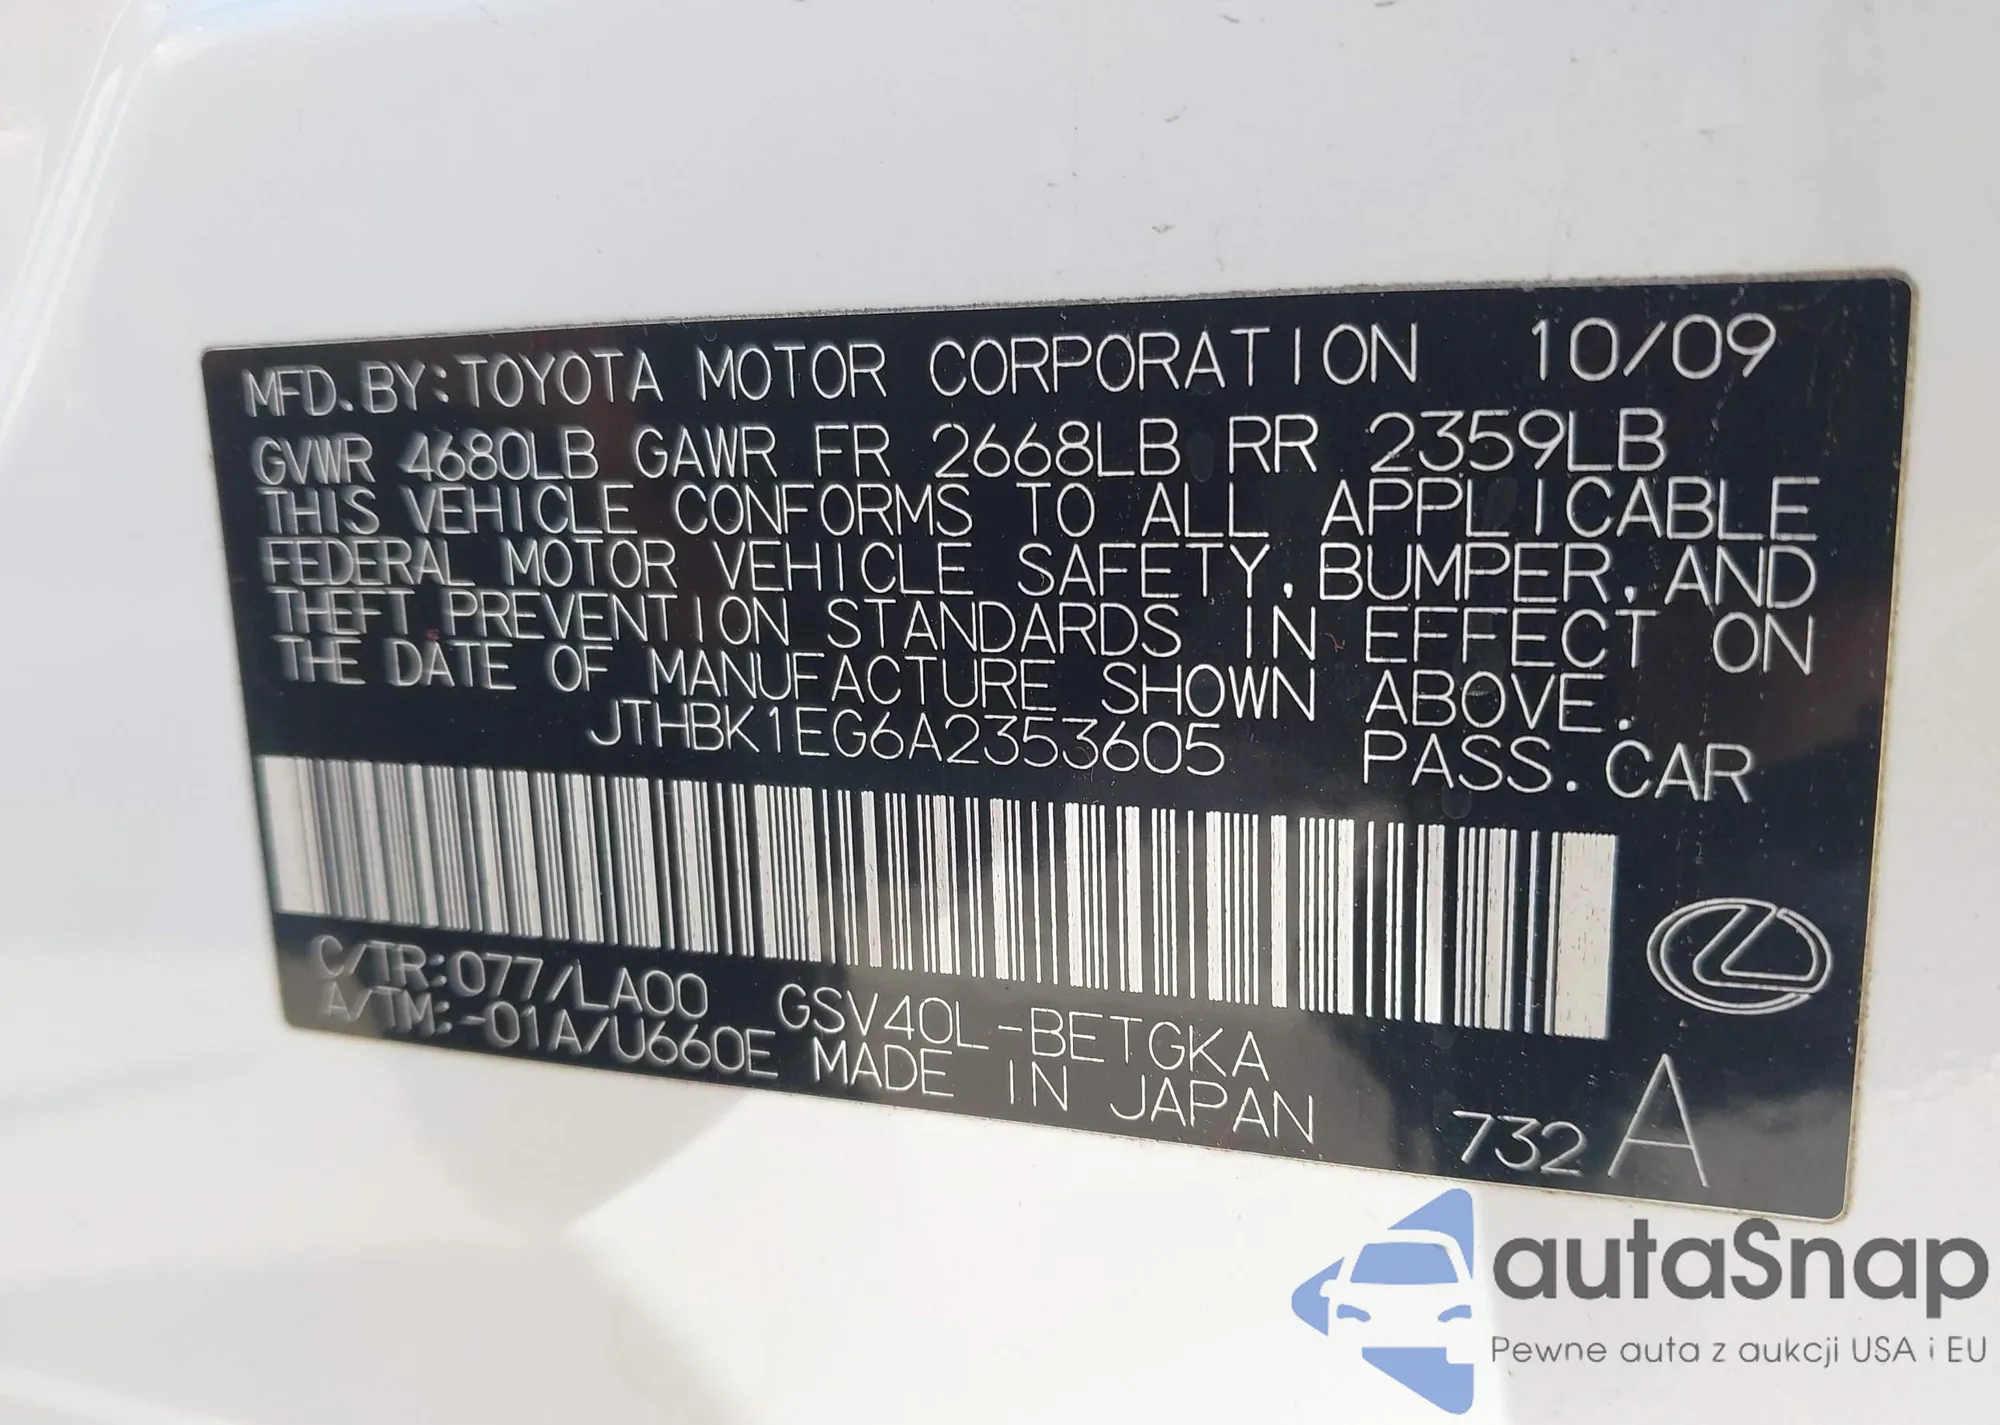 MFD.BY:TOYOTA MOTOR CORPORATION 10/09
GVWR 4680LB GAWR FR 2668LB RR 2359LB
THIS VEHICLE CONFORMS TO ALL APPLICABLE
FEDERAL MOTOR VEHICLE SAFETY,BUMPER,AND
THEFT PREVENTION STANDARDS IN EFFECT ON
THE DATE OF MANUFACTURE SHOWN ABOVE.
JTHBK1EG6A2353605 PASS.CAR
C/TR:077/LA00 GSV40L-BETGKA
A/TM:-01A/U660E MADE IN JAPAN
732 A
autaSnap
Pewne auta z aukcji USA i EU